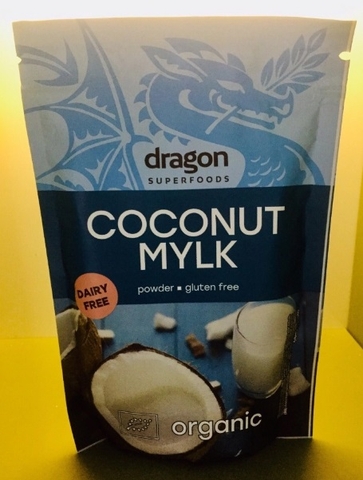 dragon
SUPERFOODS
COCONUT
MYLK
powder ▪ gluten free
DAIRY
FREE
organic